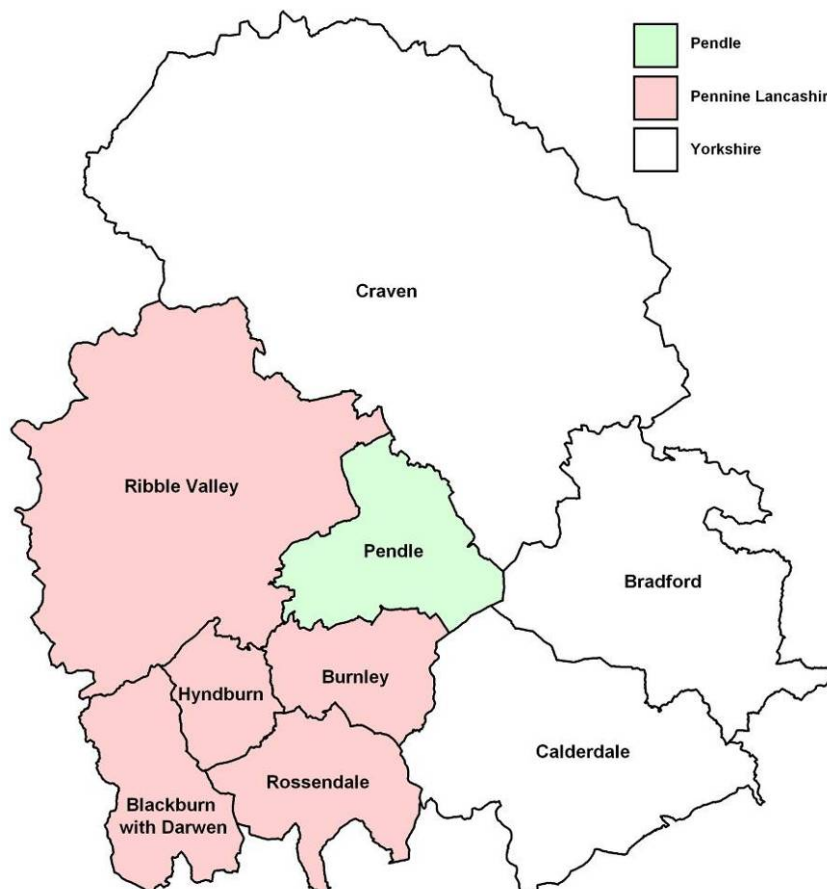 Pendle
Pennine Lancashir
Yorkshire
Craven
Ribble Valley
Pendle
Bradford
Burnley
Hyndburn
Calderdale
Rossendale
Blackburn
with Darwen